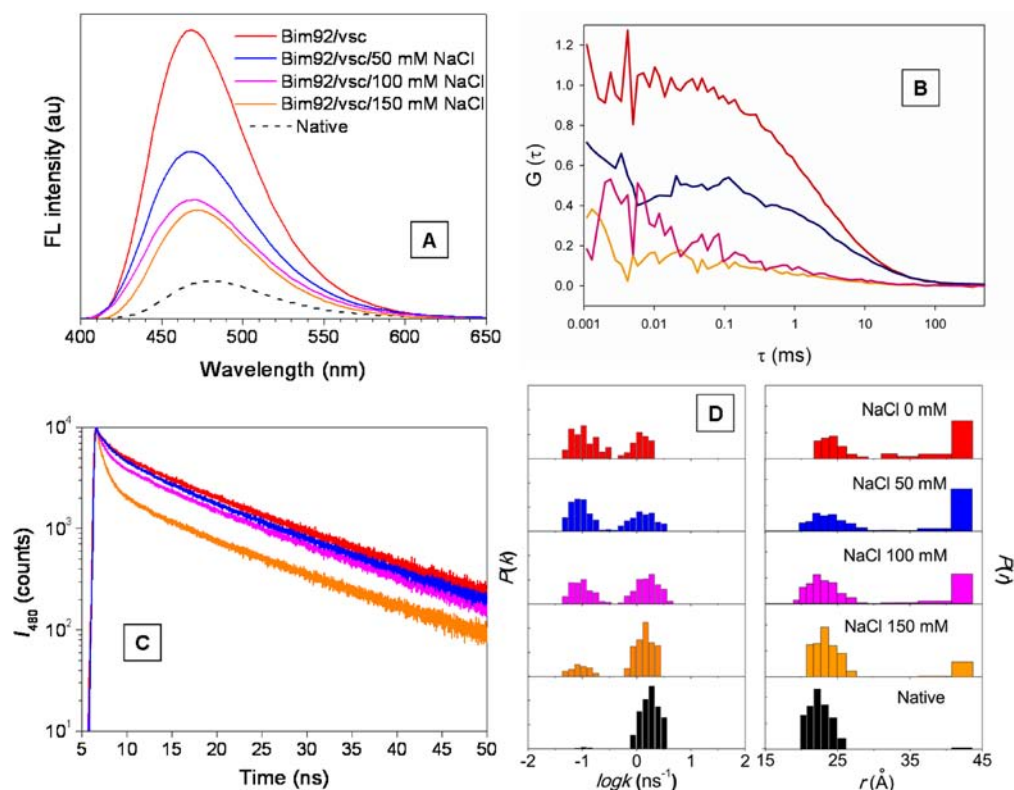 Bim92/vsc
Bim92/vsc/50 mM NaCl
Bim92/vsc/100 mM NaCl
Bim92/vsc/150 mM NaCl
Native
A
FL intensity (au)
400 450 500 550 600 650
Wavelength (nm)
B
G (τ)
1.2
1.0
0.8
0.6
0.4
0.2
0.0
0.001 0.01 0.1 1 10 100
τ (ms)
C
I480 (counts)
10^4
10^3
10^2
10^1
5 10 15 20 25 30 35 40 45 50
Time (ns)
D
P(k)
-2 -1 0 1 2
logk (ns⁻¹)
NaCl 0 mM
NaCl 50 mM
NaCl 100 mM
NaCl 150 mM
Native
P(r)
15 25 35 45
r (Å)